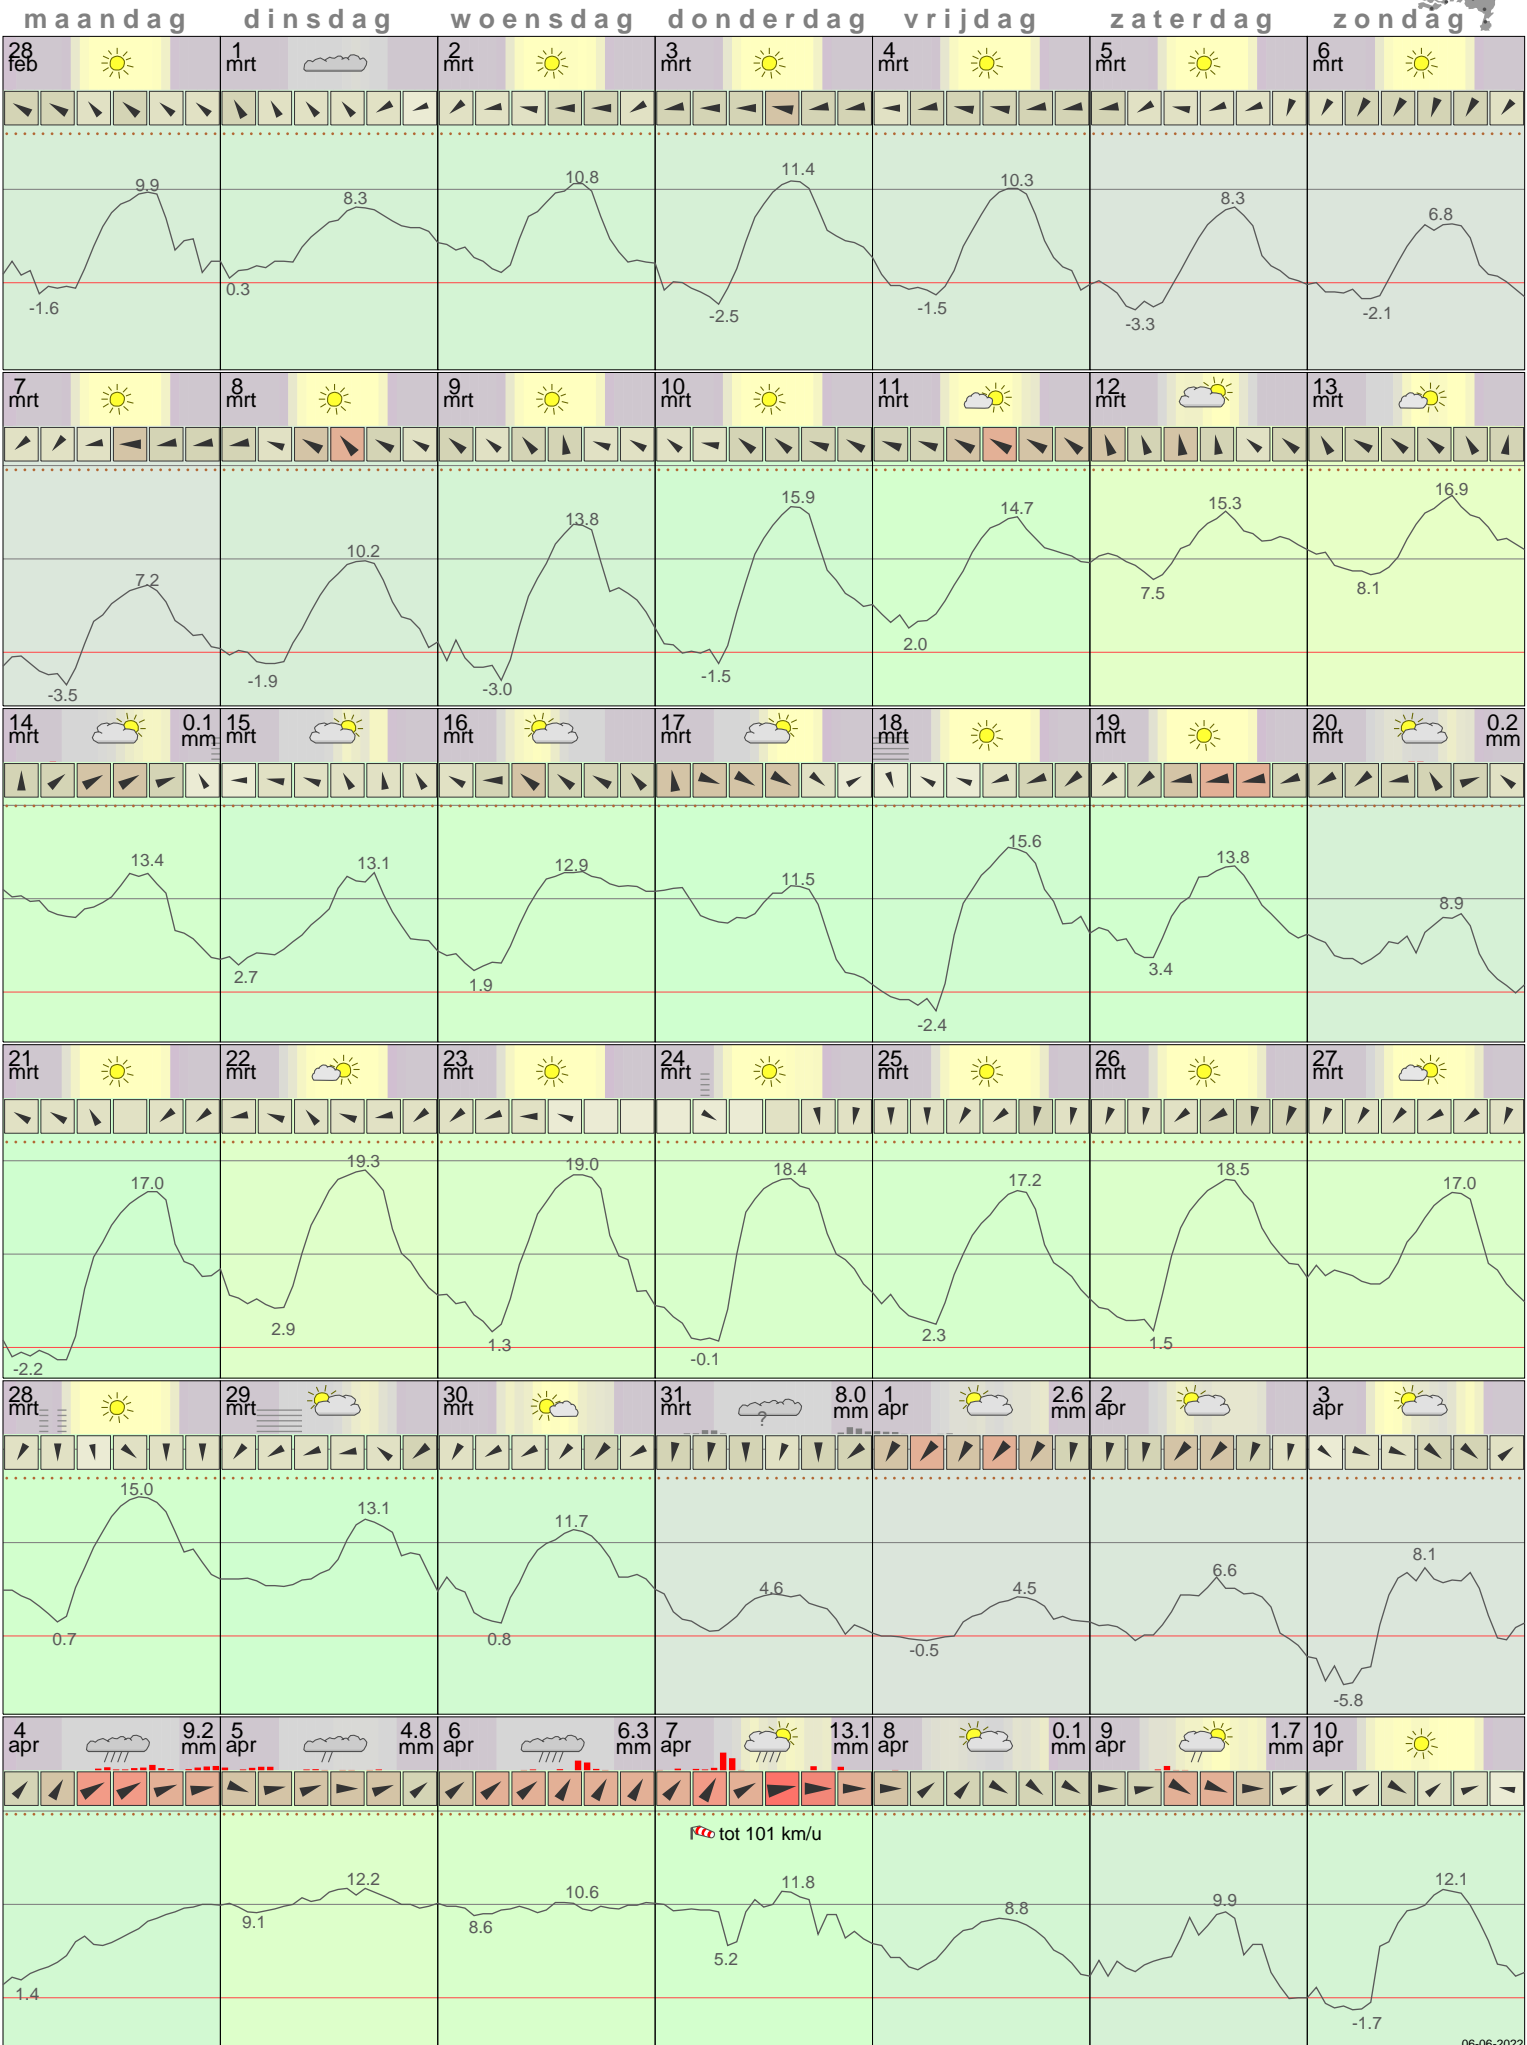 maandag dinsdag woensdag donderdag vrijdag zaterdag zondag
28 1 2 3 4 5 6
feb mrt mrt mrt mrt mrt mrt
9.9 8.3 10.8 11.4 10.3 8.3 6.8
-1.6 0.3 -2.5 -1.5 -3.3 -2.1
7 8 9 10 11 12 13
mrt mrt mrt mrt mrt mrt mrt
7.2 10.2 13.8 15.9 14.7 15.3 16.9
-3.5 -1.9 -3.0 -1.5 2.0 7.5 8.1
14 0.1 15 16 17 18 19 20 0.2
mrt mm mrt mrt mrt mrt mrt mrt mm
13.4 13.1 12.9 11.5 15.6 13.8 8.9
2.7 1.9 -2.4 3.4
21 22 23 24 25 26 27
mrt mrt mrt mrt mrt mrt mrt
17.0 19.3 19.0 18.4 17.2 18.5 17.0
-2.2 2.9 1.3 -0.1 2.3 1.5
28 29 30 31 8.0 1 2.6 2 3
mrt mrt mrt mrt ? mm apr mm apr apr
15.0 13.1 11.7 4.6 4.5 6.6 8.1
0.7 0.8 -0.5 -5.8
4 9.2 5 4.8 6 6.3 7 13.1 8 0.1 9 1.7 10
apr mm apr mm apr mm apr mm apr mm apr mm apr
tot 101 km/u
12.2 10.6 11.8 8.8 9.9 12.1
1.4 9.1 8.6 5.2 -1.7
06-06-2022